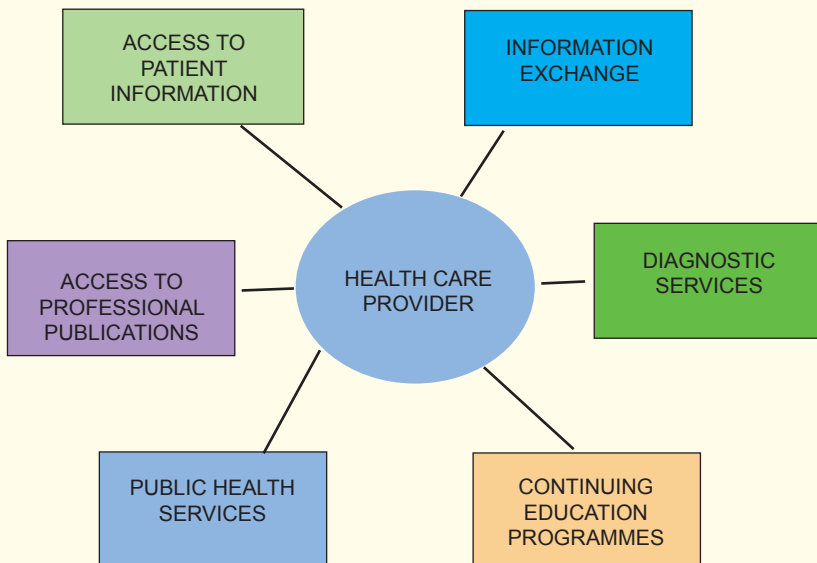 ACCESS TO
PATIENT
INFORMATION
INFORMATION
EXCHANGE
ACCESS TO
PROFESSIONAL
PUBLICATIONS
HEALTH CARE
PROVIDER
DIAGNOSTIC
SERVICES
PUBLIC HEALTH
SERVICES
CONTINUING
EDUCATION
PROGRAMMES